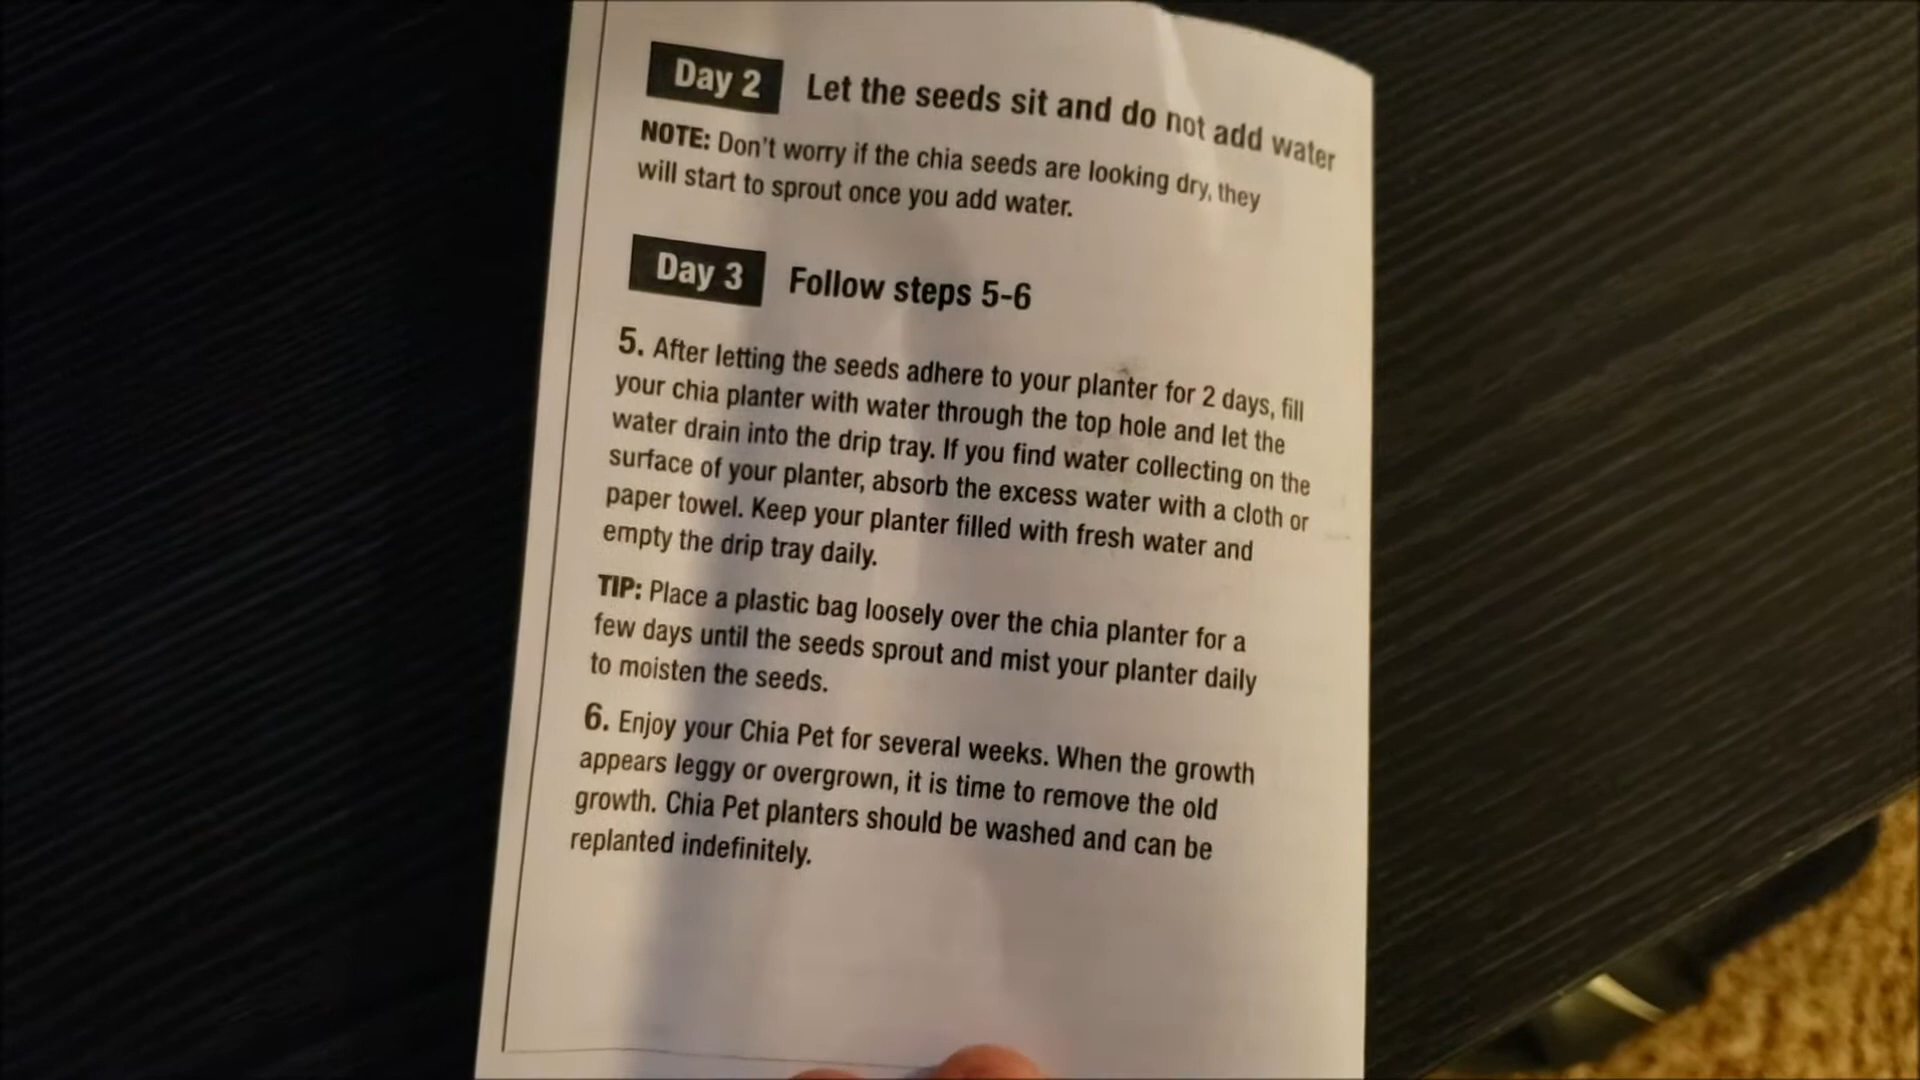 Day 2 Let the seeds sit and do not add water
NOTE: Don't worry if the chia seeds are looking dry, they
will start to sprout once you add water.
Day 3 Follow steps 5-6
5. After letting the seeds adhere to your planter for 2 days, fill
your chia planter with water through the top hole and let the
water drain into the drip tray. If you find water collecting on the
surface of your planter, absorb the excess water with a cloth or
paper towel. Keep your planter filled with fresh water and
empty the drip tray daily.
TIP: Place a plastic bag loosely over the chia planter for a
few days until the seeds sprout and mist your planter daily
to moisten the seeds.
6. Enjoy your Chia Pet for several weeks. When the growth
appears leggy or overgrown, it is time to remove the old
growth. Chia Pet planters should be washed and can be
replanted indefinitely.